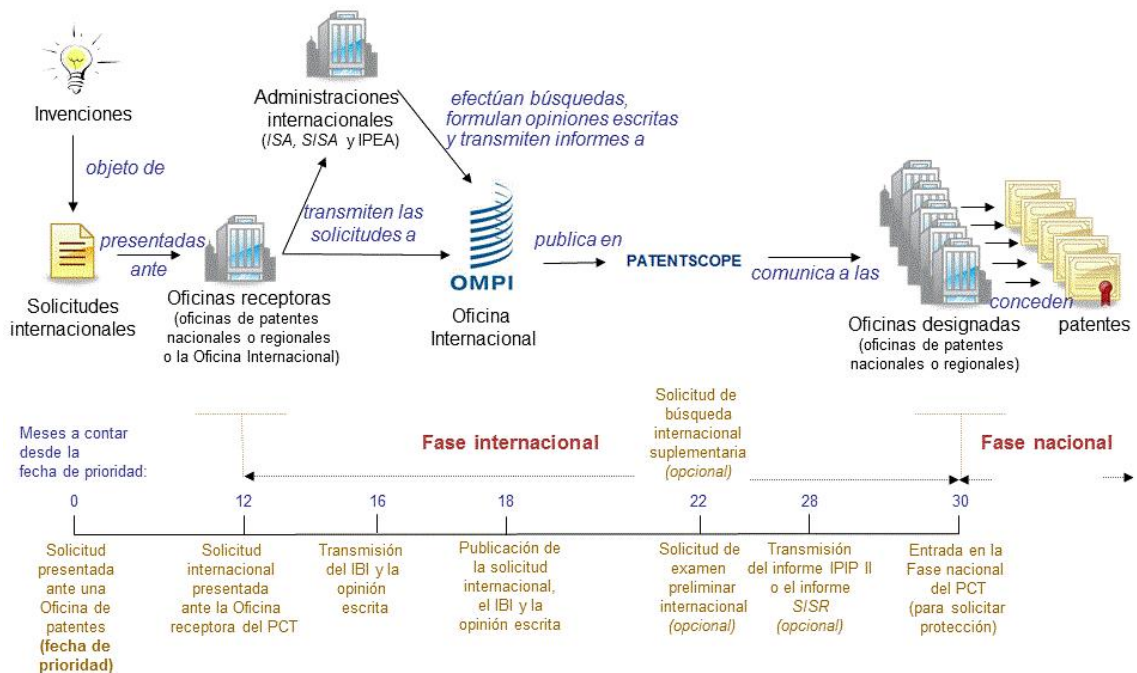 Invenciones
objeto de
Solicitudes
internacionales
presentadas
ante
Oficinas receptoras
(oficinas de patentes
nacionales o regionales
o la Oficina Internacional)
Administraciones
internacionales
(ISA, SISA y IPEA)
transmiten las
solicitudes a
efectúan búsquedas,
formulan opiniones escritas
y transmiten informes a
OMPI
Oficina
Internacional
publica en
PATENTSCOPE
comunica a las
Oficinas designadas
(oficinas de patentes
nacionales o regionales)
conceden
patentes
Meses a contar
desde la
fecha de prioridad:
Fase internacional
Solicitud de
búsqueda
internacional
suplementaria
(opcional)
Fase nacional
0
12
16
18
22
28
30
Solicitud
presentada
ante una
Oficina de
patentes
(fecha de
prioridad)
Solicitud
internacional
presentada
ante la Oficina
receptora del PCT
Transmisión
del IBI y la
opinión
escrita
Publicación de
la solicitud
internacional,
el IBI y la
opinión escrita
Solicitud de
examen
preliminar
internacional
(opcional)
Transmisión
del informe IPIP II
o el informe
SISR
(opcional)
Entrada en la
Fase nacional
del PCT
(para solicitar
protección)